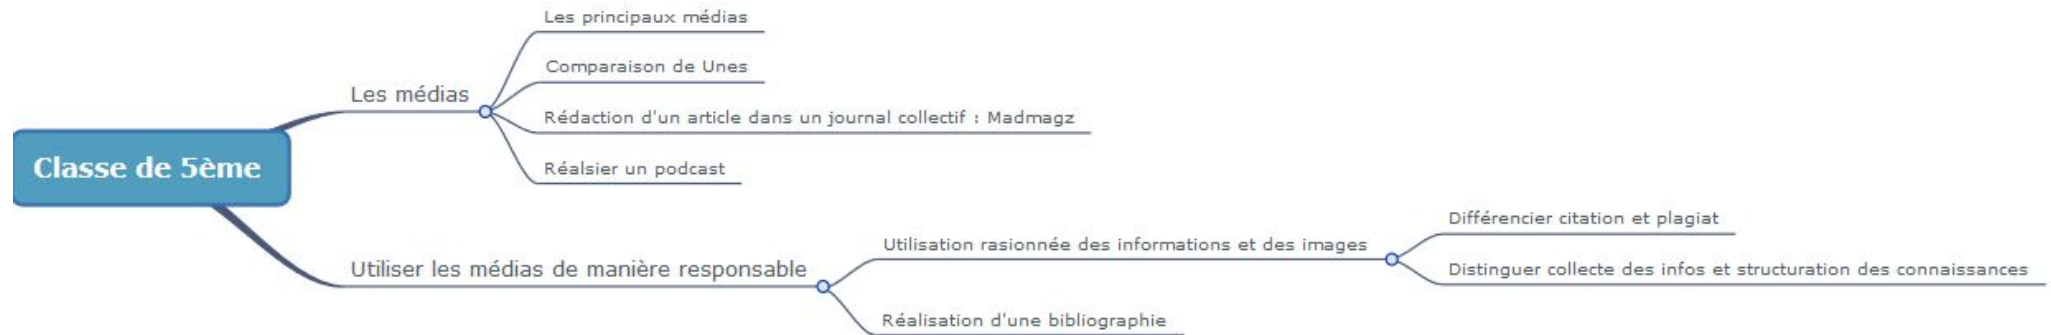 Classe de 5ème
Les médias
Les principaux médias
Comparaison de Unes
Rédaction d'un article dans un journal collectif : Madmagz
Réalsier un podcast
Utiliser les médias de manière responsable
Utilisation rasionnée des informations et des images
Différencier citation et plagiat
Distinguer collecte des infos et structuration des connaissances
Réalisation d'une bibliographie